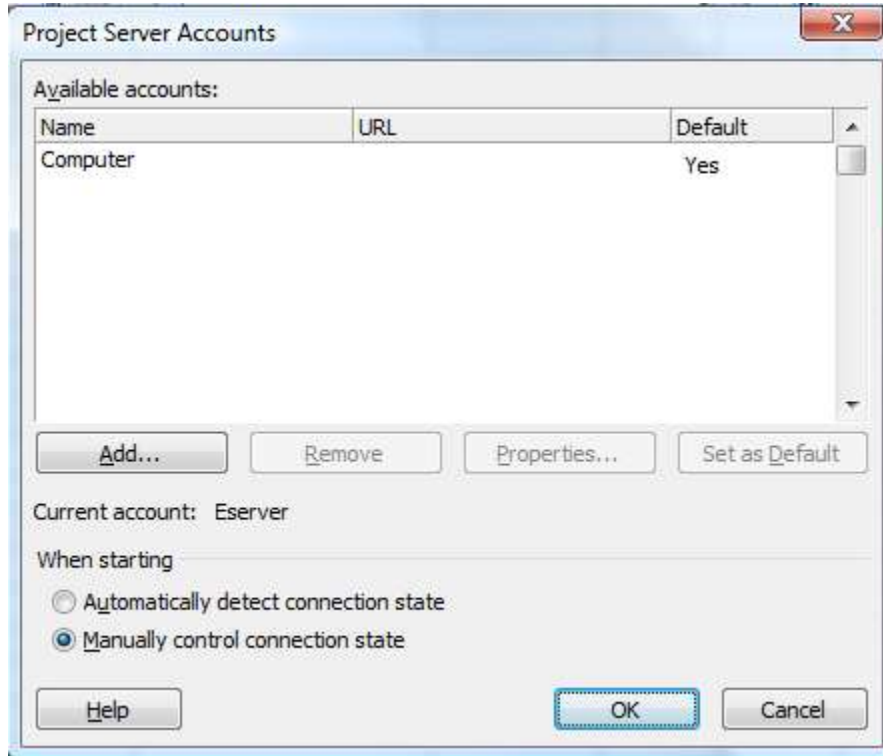 Project Server Accounts
Available accounts:
Name URL Default
Computer Yes
Add... Remove Properties... Set as Default
Current account: Eserver
When starting
Automatically detect connection state
Manually control connection state
Help OK Cancel